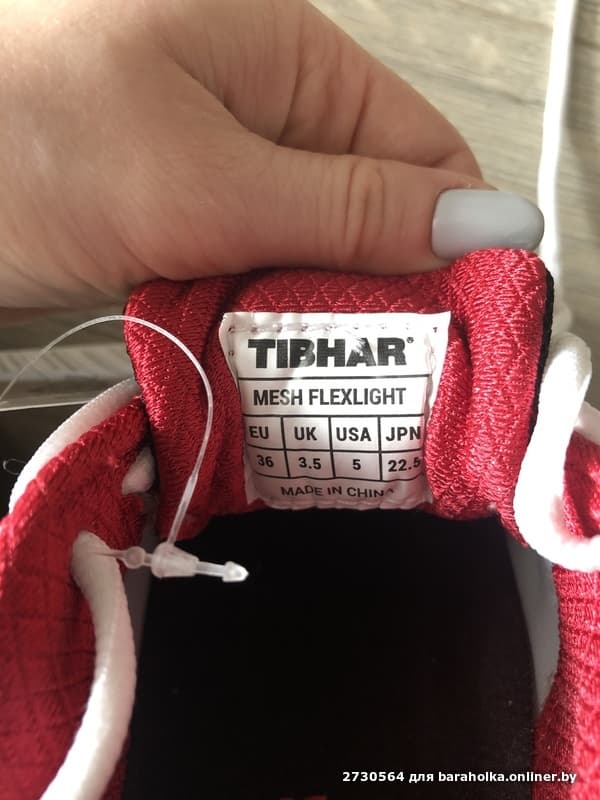 TIBHAR®
MESH FLEXLIGHT
EU UK USA JPN
36 3.5 5 22.5
MADE IN CHINA
2730564 для baraholka.onliner.by